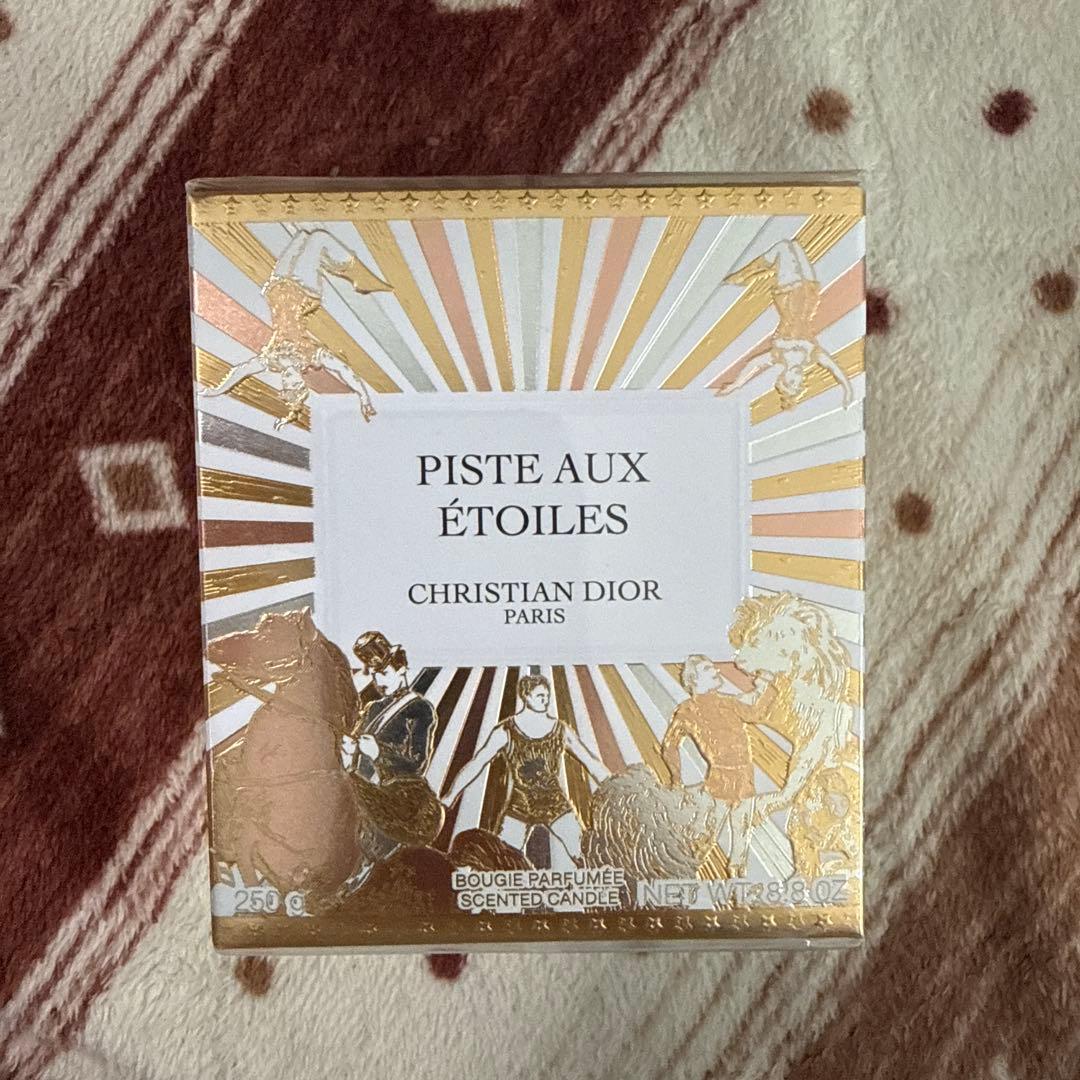 PISTE AUX
ÉTOILES
CHRISTIAN DIOR
PARIS
250 g
BOUGIE PARFUMÉE
SCENTED CANDLE
NET WT. 8.8 OZ